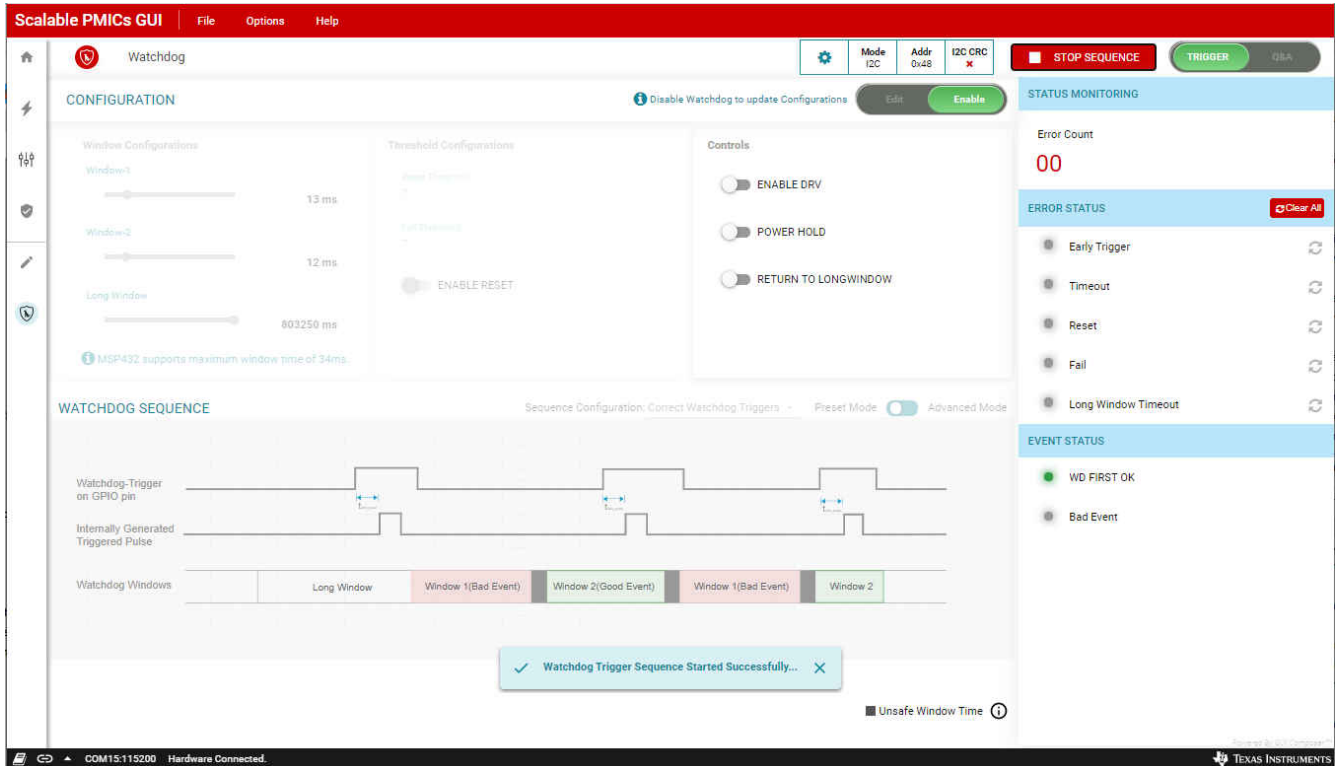 Scalable PMICs GUI File Options Help
Watchdog
Mode
I2C
Addr
0x48
I2C CRC
STOP SEQUENCE
TRIGGER Q&A
CONFIGURATION
Disable Watchdog to update Configurations
Edit Enable
Window Configurations
Window-1
13 ms
Window-2
12 ms
Long Window
803250 ms
MSP432 supports maximum window time of 34ms.
Threshold Configurations
ENABLE RESET
Controls
ENABLE DRV
POWER HOLD
RETURN TO LONGWINDOW
STATUS MONITORING
Error Count
00
ERROR STATUS Clear All
Early Trigger
Timeout
Reset
Fail
Long Window Timeout
EVENT STATUS
WD FIRST OK
Bad Event
WATCHDOG SEQUENCE
Sequence Configuration: Correct Watchdog Triggers Preset Mode Advanced Mode
Watchdog-Trigger
on GPIO pin
Internally Generated
Triggered Pulse
Watchdog Windows
Long Window
Window 1(Bad Event)
Window 2(Good Event)
Window 1(Bad Event)
Window 2
Watchdog Trigger Sequence Started Successfully...
Unsafe Window Time
Powered By GUI Composer™
COM15:115200 Hardware Connected.
TEXAS INSTRUMENTS